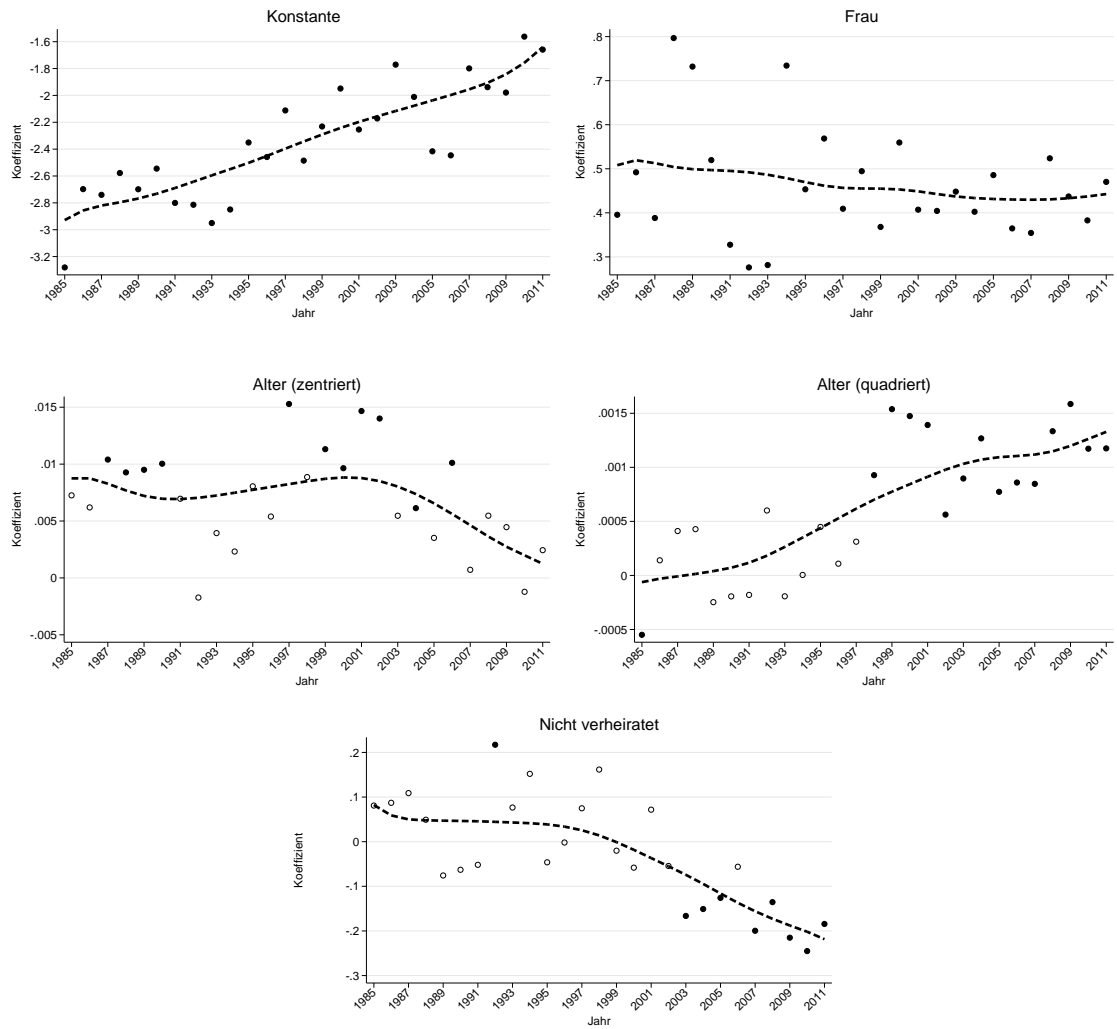 Konstante
Koeffizient
-1.6
-1.8
-2
-2.2
-2.4
-2.6
-2.8
-3
-3.2
1985 1987 1989 1991 1993 1995 1997 1999 2001 2003 2005 2007 2009 2011
Jahr
Frau
Koeffizient
.8
.7
.6
.5
.4
.3
1985 1987 1989 1991 1993 1995 1997 1999 2001 2003 2005 2007 2009 2011
Jahr
Alter (zentriert)
Koeffizient
.015
.01
.005
0
-.005
1985 1987 1989 1991 1993 1995 1997 1999 2001 2003 2005 2007 2009 2011
Jahr
Alter (quadriert)
Koeffizient
.0015
.001
.0005
0
-.0005
1985 1987 1989 1991 1993 1995 1997 1999 2001 2003 2005 2007 2009 2011
Jahr
Nicht verheiratet
Koeffizient
.2
.1
0
-.1
-.2
-.3
1985 1987 1989 1991 1993 1995 1997 1999 2001 2003 2005 2007 2009 2011
Jahr